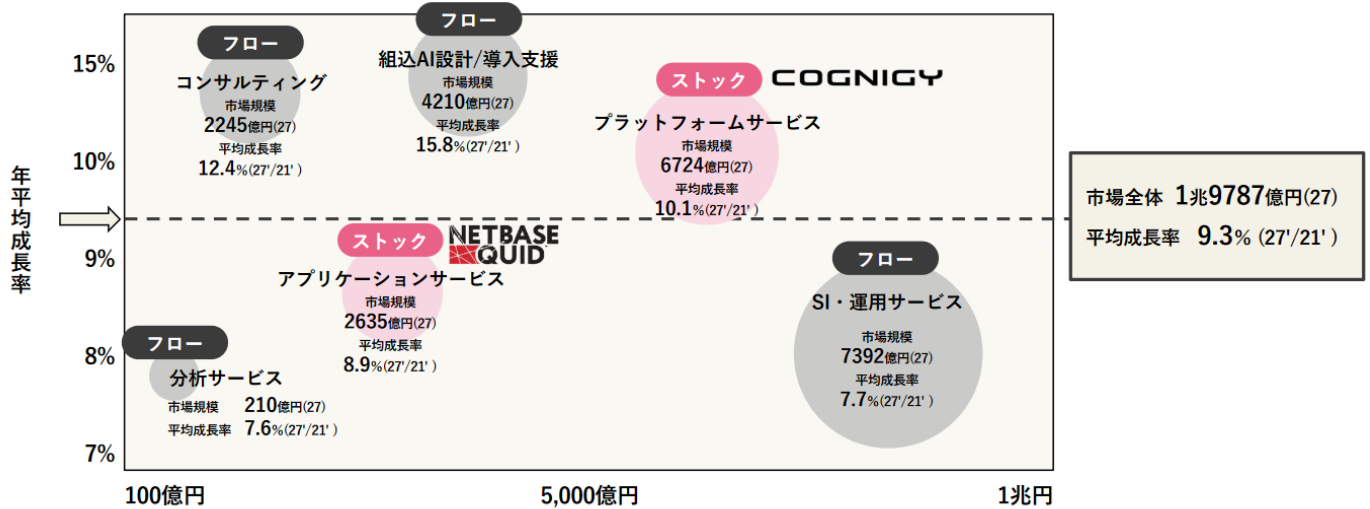 年平均成長率
15%
10%
9%
8%
7%
フロー
コンサルティング
市場規模
2245億円(27)
平均成長率
12.4%(27'/21' )
フロー
組込AI設計/導入支援
市場規模
4210億円(27)
平均成長率
15.8%(27'/21' )
ストック
COGNIGY
プラットフォームサービス
市場規模
6724億円(27)
平均成長率
10.1%(27'/21' )
ストック
NETBASE
QUID
アプリケーションサービス
市場規模
2635億円(27)
平均成長率
8.9%(27'/21' )
フロー
分析サービス
市場規模 210億円(27)
平均成長率 7.6%(27'/21' )
フロー
SI・運用サービス
市場規模
7392億円(27)
平均成長率
7.7%(27'/21' )
市場全体 1兆9787億円(27)
平均成長率 9.3% (27'/21' )
100億円
5,000億円
1兆円